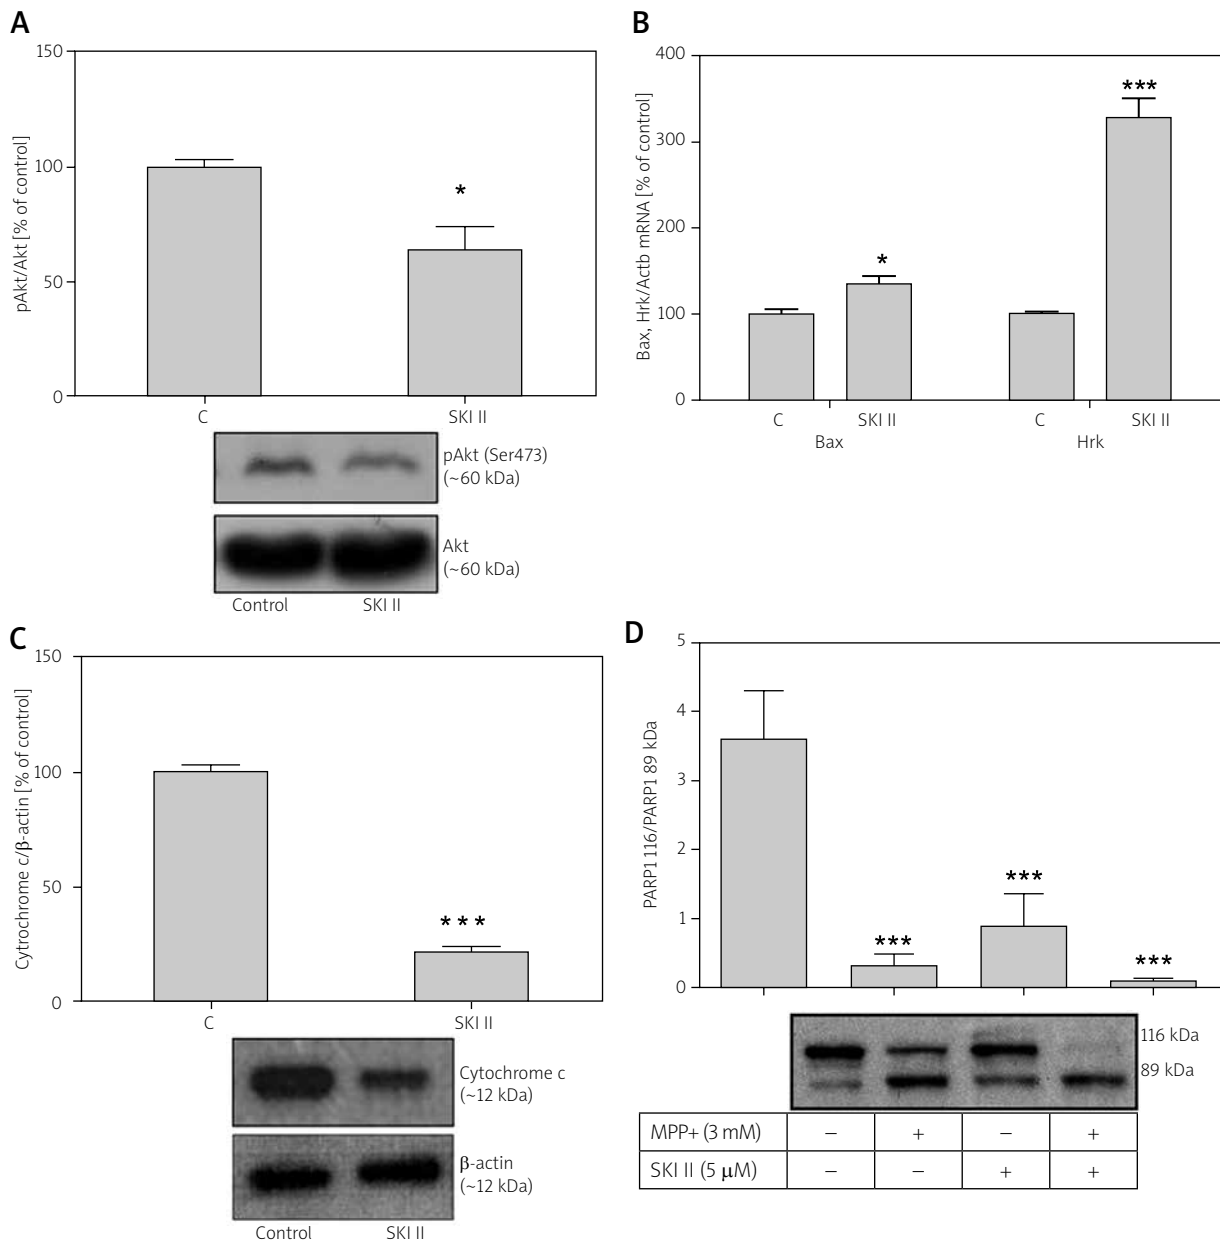 A
pAkt/Akt [% of control]
150
100
50
0
*
C SKI II
pAkt (Ser473)
(~60 kDa)
Akt
(~60 kDa)
Control SKI II
B
Bax, Hrk/Actb mRNA [% of control]
400
300
200
100
0
*
***
C SKI II C SKI II
Bax Hrk
C
Cytrochrome c/β-actin [% of control]
150
100
50
0
***
C SKI II
Cytochrome c
(~12 kDa)
β-actin
(~12 kDa)
Control SKI II
D
PARP1 116/PARP1 89 kDa
5
4
3
2
1
0
***
***
***
116 kDa
89 kDa
MPP+ (3 mM) − + − +
SKI II (5 μM) − − + +